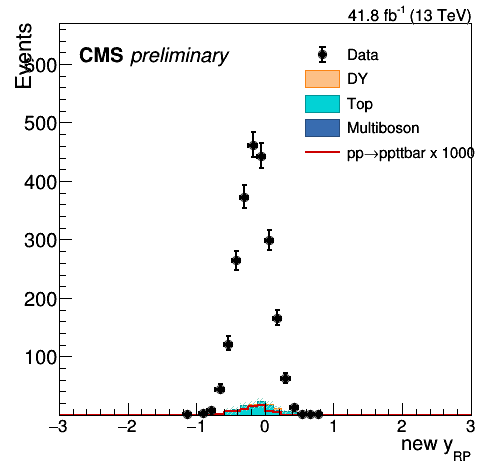 41.8 fb⁻¹ (13 TeV)
Events
CMS preliminary
Data
DY
Top
Multiboson
pp→ppttbar x 1000
600
500
400
300
200
100
−3 −2 −1 0 1 2 3
new y_RP